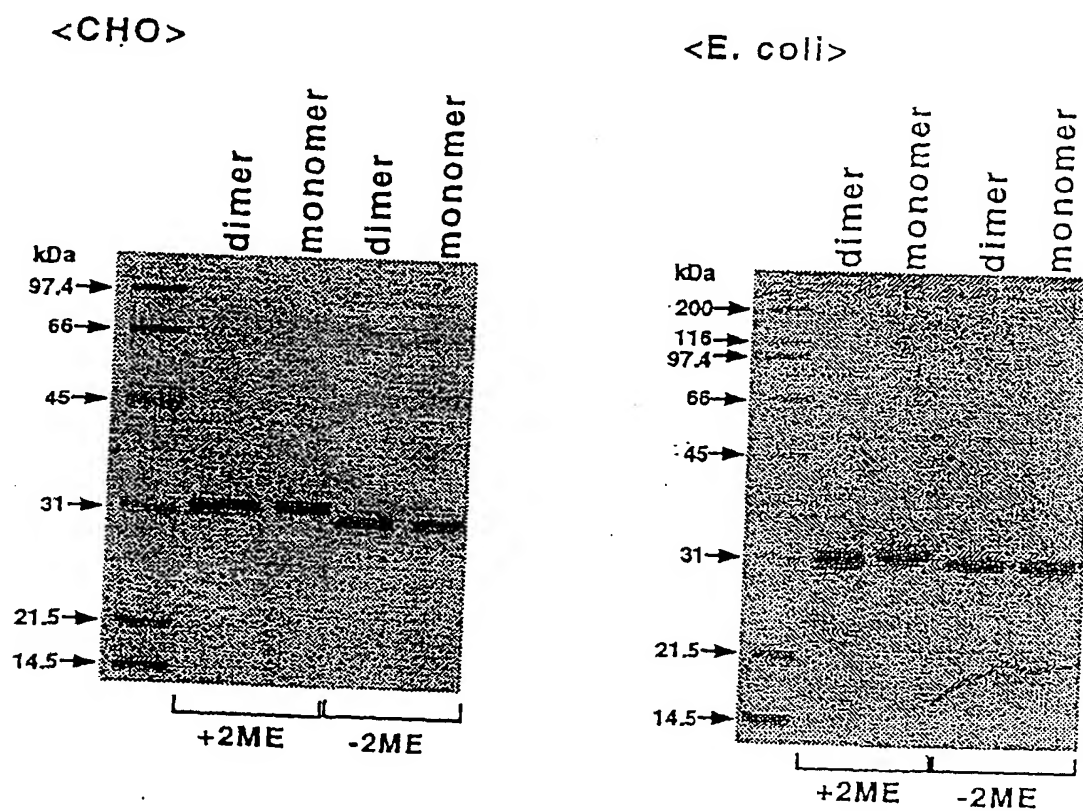 <CHO>
dimer
monomer
dimer
monomer
kDa
97.4
66
45
31
21.5
14.5
+2ME
-2ME
<E. coli>
dimer
monomer
dimer
monomer
kDa
200
116
97.4
66
45
31
21.5
14.5
+2ME
-2ME